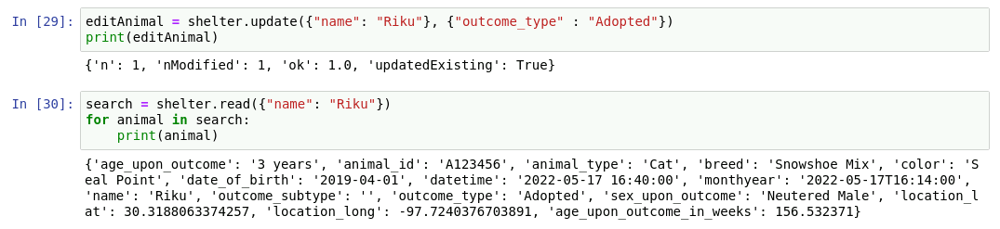 In [29]: editAnimal = shelter.update({"name": "Riku"}, {"outcome_type" : "Adopted"})
print(editAnimal)
{'n': 1, 'nModified': 1, 'ok': 1.0, 'updatedExisting': True}
In [30]: search = shelter.read({"name": "Riku"})
for animal in search:
    print(animal)
{'age_upon_outcome': '3 years', 'animal_id': 'A123456', 'animal_type': 'Cat', 'breed': 'Snowshoe Mix', 'color': 'S
eal Point', 'date_of_birth': '2019-04-01', 'datetime': '2022-05-17 16:40:00', 'monthyear': '2022-05-17T16:14:00',
'name': 'Riku', 'outcome_subtype': '', 'outcome_type': 'Adopted', 'sex_upon_outcome': 'Neutered Male', 'location_l
at': 30.3188063374257, 'location_long': -97.7240376703891, 'age_upon_outcome_in_weeks': 156.532371}